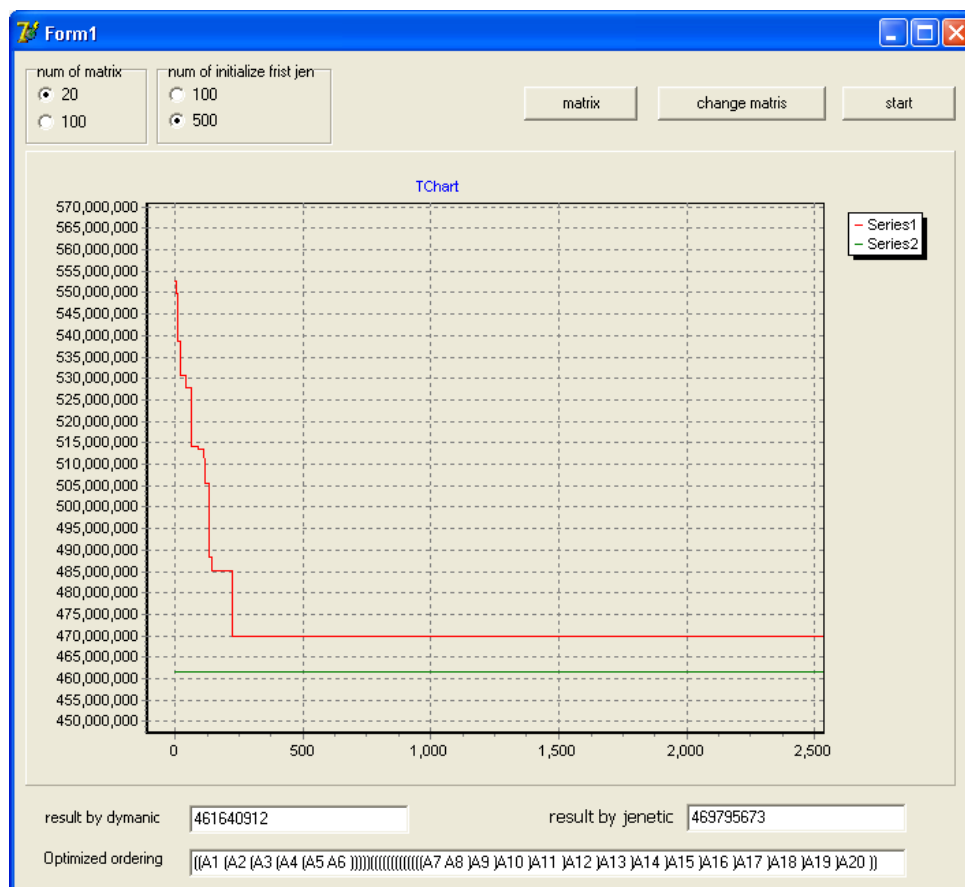 Form1
num of matrix
20
100
num of initialize frist jen
100
500
matrix
change matris
start
TChart
570,000,000
565,000,000
560,000,000
555,000,000
550,000,000
545,000,000
540,000,000
535,000,000
530,000,000
525,000,000
520,000,000
515,000,000
510,000,000
505,000,000
500,000,000
495,000,000
490,000,000
485,000,000
480,000,000
475,000,000
470,000,000
465,000,000
460,000,000
455,000,000
450,000,000
0 500 1,000 1,500 2,000 2,500
Series1
Series2
result by dymanic 461640912
result by jenetic 469795673
Optimized ordering ((A1 (A2 (A3 (A4 (A5 A6 )))))(((((((((((((A7 A8 )A9 )A10 )A11 )A12 )A13 )A14 )A15 )A16 )A17 )A18 )A19 )A20 ))